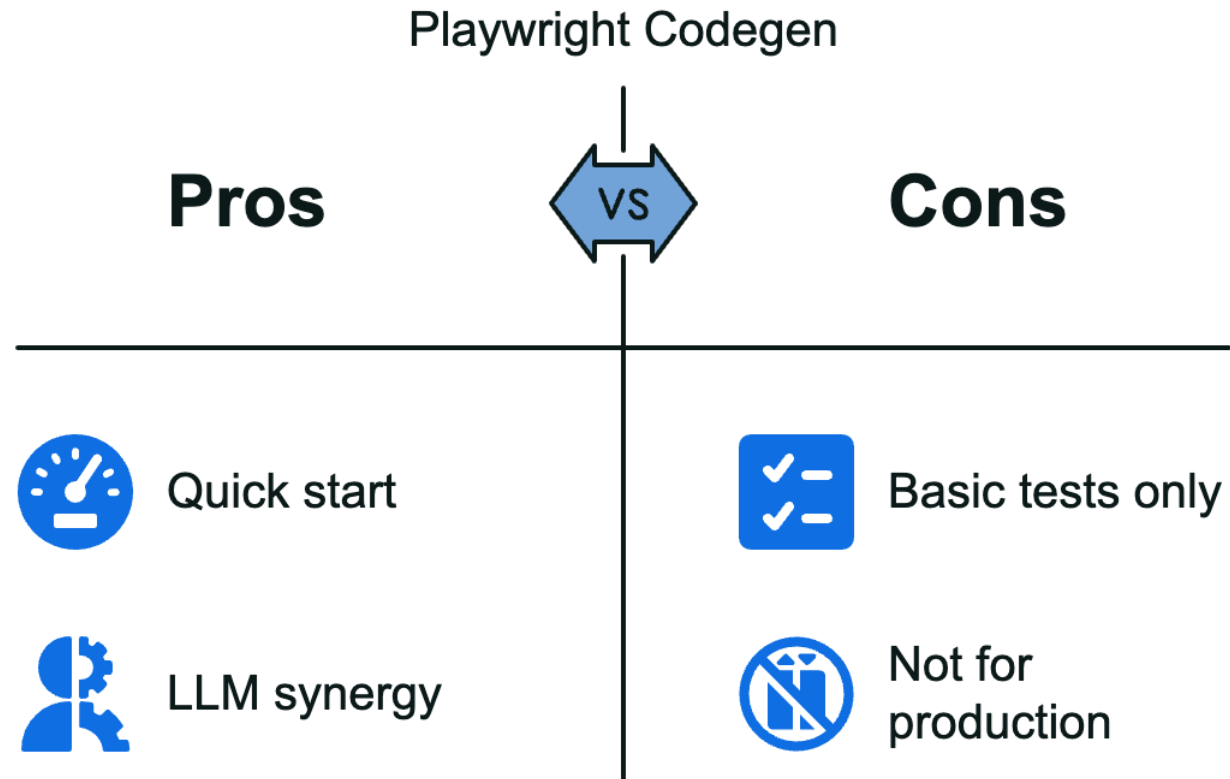 Playwright Codegen
Pros
VS
Cons
Quick start
Basic tests only
LLM synergy
Not for
production